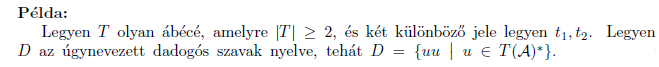 Példa:
Legyen T olyan ábécé, amelyre |T| ≥ 2, és két különböző jele legyen t₁, t₂. Legyen
D az úgynevezett dadogós szavak nyelve, tehát D = {uu | u ∈ T(𝒜)*}.